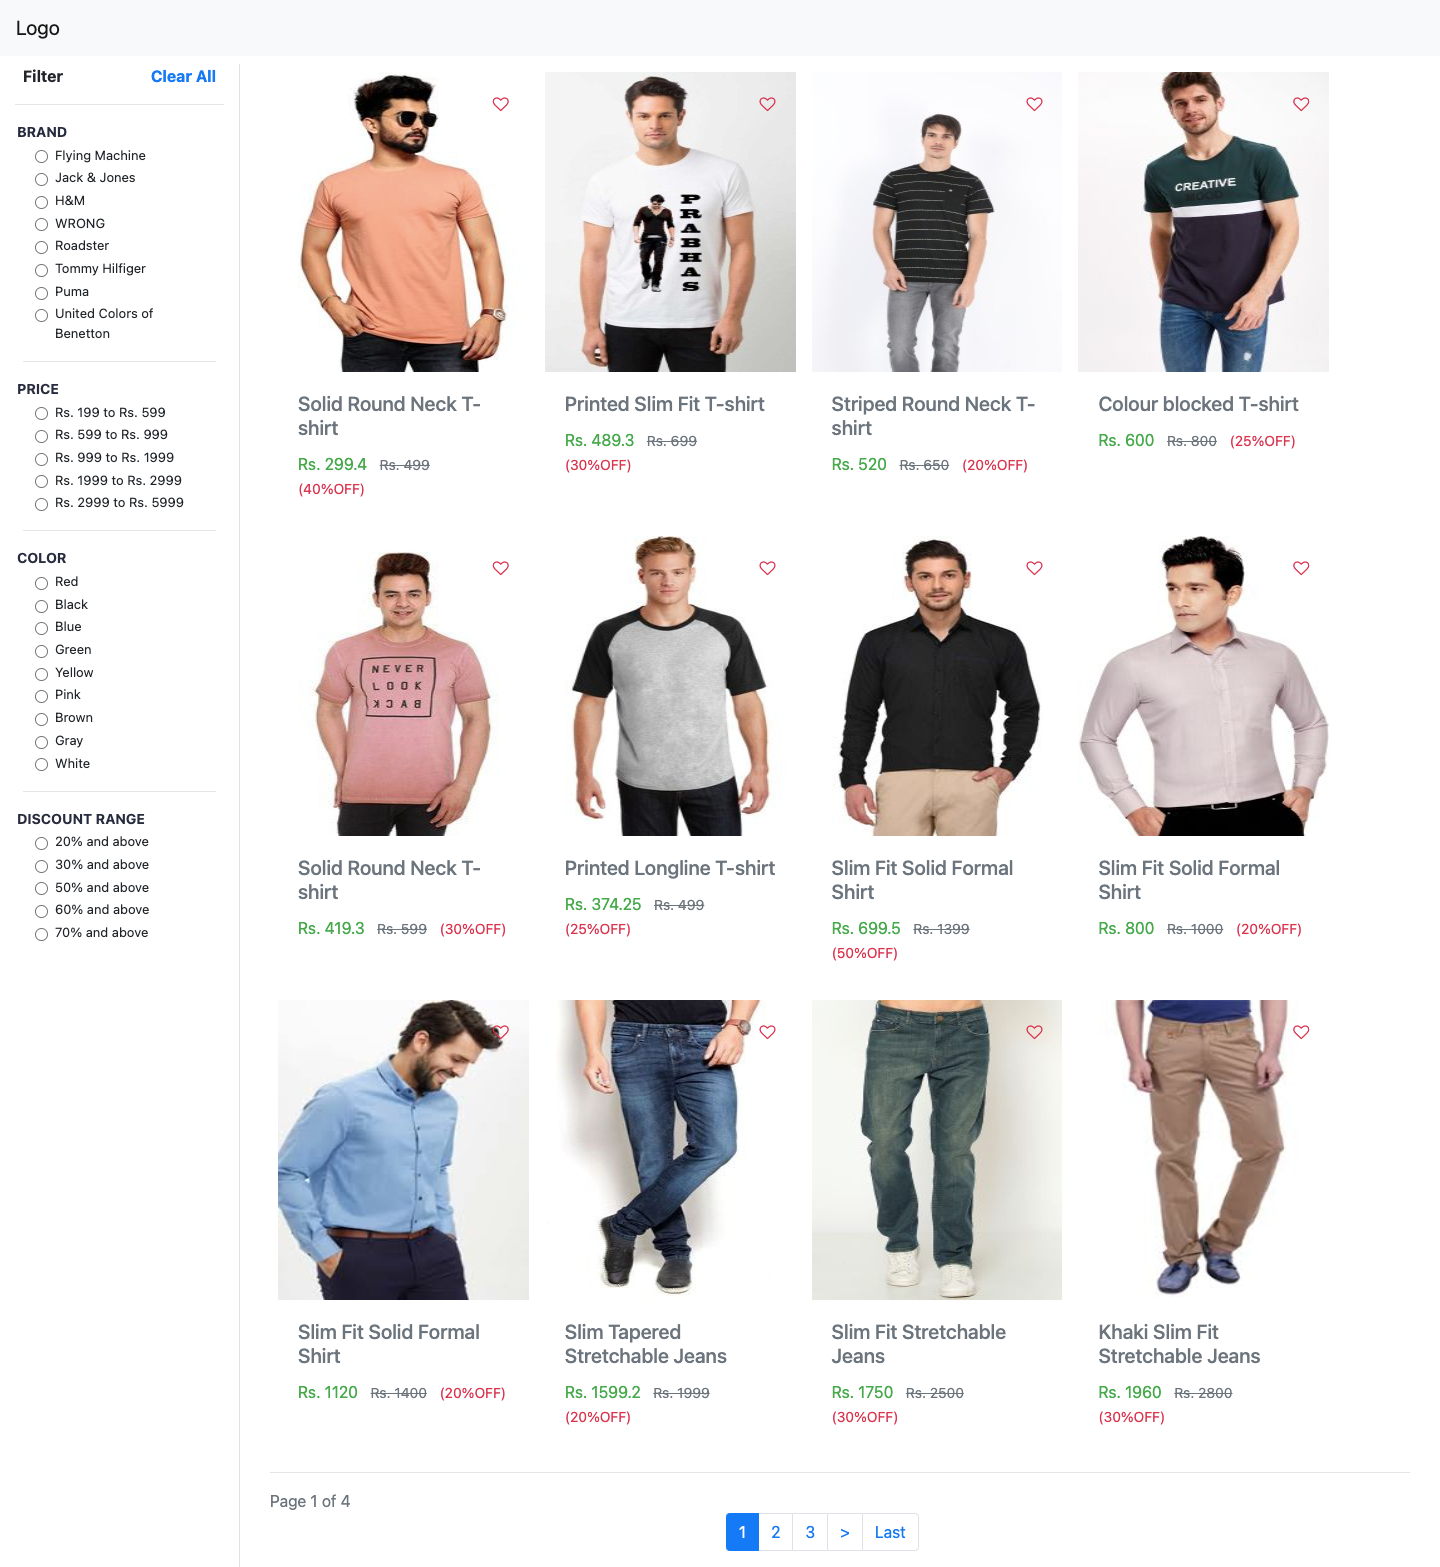 Logo
Filter
Clear All
BRAND
Flying Machine
Jack & Jones
H&M
WRONG
Roadster
Tommy Hilfiger
Puma
United Colors of
Benetton
PRICE
Rs. 199 to Rs. 599
Rs. 599 to Rs. 999
Rs. 999 to Rs. 1999
Rs. 1999 to Rs. 2999
Rs. 2999 to Rs. 5999
COLOR
Red
Black
Blue
Green
Yellow
Pink
Brown
Gray
White
DISCOUNT RANGE
20% and above
30% and above
50% and above
60% and above
70% and above
Solid Round Neck T-
shirt
Rs. 299.4 Rs. 499
(40%OFF)
PRABHAS
Printed Slim Fit T-shirt
Rs. 489.3 Rs. 699
(30%OFF)
Striped Round Neck T-
shirt
Rs. 520 Rs. 650 (20%OFF)
CREATIVE
Colour blocked T-shirt
Rs. 600 Rs. 800 (25%OFF)
NEVER
LOOK
BACK
Solid Round Neck T-
shirt
Rs. 419.3 Rs. 599 (30%OFF)
Printed Longline T-shirt
Rs. 374.25 Rs. 499
(25%OFF)
Slim Fit Solid Formal
Shirt
Rs. 699.5 Rs. 1399
(50%OFF)
Slim Fit Solid Formal
Shirt
Rs. 800 Rs. 1000 (20%OFF)
Slim Fit Solid Formal
Shirt
Rs. 1120 Rs. 1400 (20%OFF)
Slim Tapered
Stretchable Jeans
Rs. 1599.2 Rs. 1999
(20%OFF)
Slim Fit Stretchable
Jeans
Rs. 1750 Rs. 2500
(30%OFF)
Khaki Slim Fit
Stretchable Jeans
Rs. 1960 Rs. 2800
(30%OFF)
Page 1 of 4
1 2 3 > Last